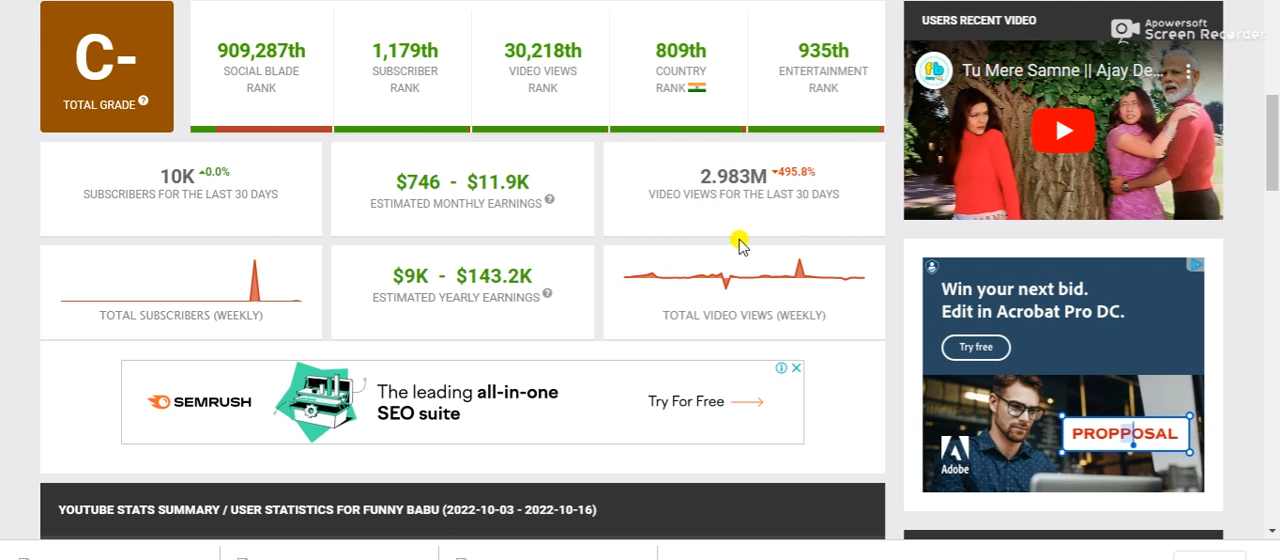 C-
TOTAL GRADE
909,287th
SOCIAL BLADE
RANK
1,179th
SUBSCRIBER
RANK
30,218th
VIDEO VIEWS
RANK
809th
COUNTRY
RANK
935th
ENTERTAINMENT
RANK
10K 0.0%
SUBSCRIBERS FOR THE LAST 30 DAYS
$746 - $11.9K
ESTIMATED MONTHLY EARNINGS
2.983M 495.8%
VIDEO VIEWS FOR THE LAST 30 DAYS
TOTAL SUBSCRIBERS (WEEKLY)
$9K - $143.2K
ESTIMATED YEARLY EARNINGS
TOTAL VIDEO VIEWS (WEEKLY)
SEMRUSH
The leading all-in-one
SEO suite
Try For Free
YOUTUBE STATS SUMMARY / USER STATISTICS FOR FUNNY BABU (2022-10-03 - 2022-10-16)
USERS RECENT VIDEO
Apowersoft
Screen Recorder
fb
Tu Mere Samne || Ajay De...
Win your next bid.
Edit in Acrobat Pro DC.
Try free
PROPPOSAL
Adobe